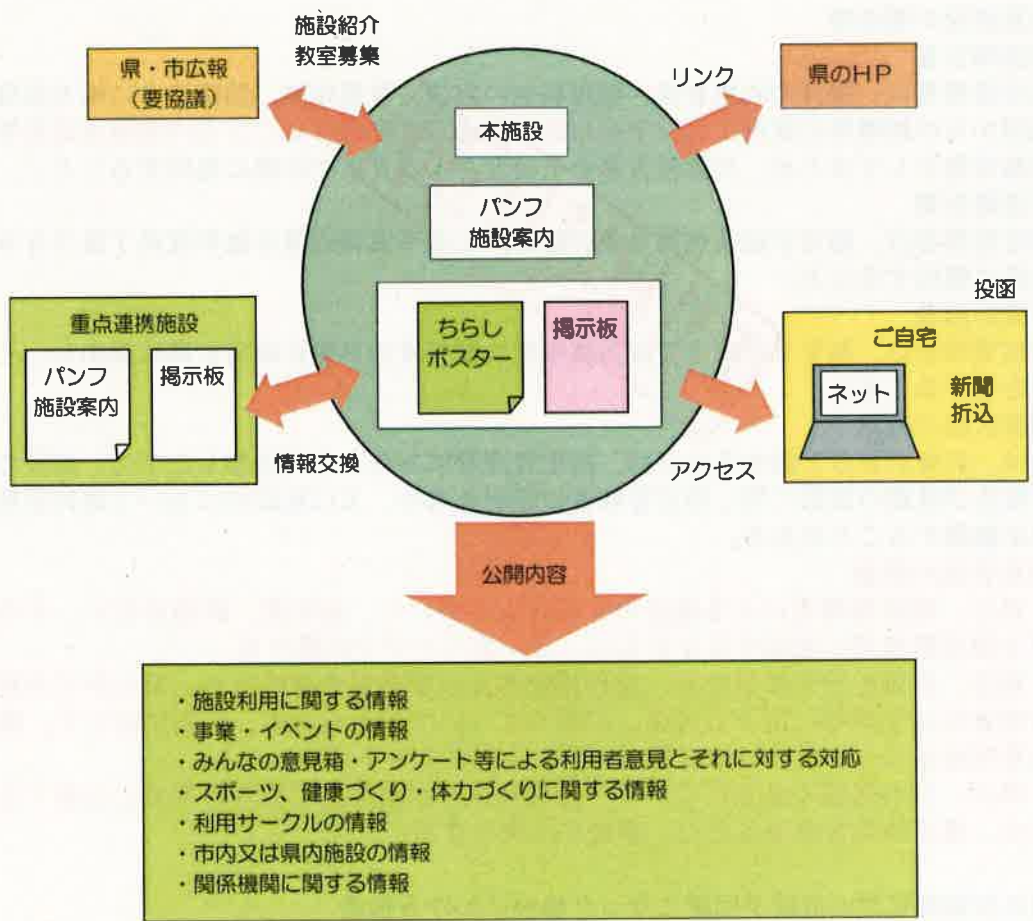 施設紹介
教室募集
県・市広報
（要協議）
リンク
県のＨＰ
本施設
パンフ
施設案内
ちらし
ポスター
掲示板
重点連携施設
パンフ
施設案内
掲示板
情報交換
投函
ご自宅
ネット
新聞
折込
アクセス
公開内容
・施設利用に関する情報
・事業・イベントの情報
・みんなの意見箱・アンケート等による利用者意見とそれに対する対応
・スポーツ、健康づくり・体力づくりに関する情報
・利用サークルの情報
・市内又は県内施設の情報
・関係機関に関する情報